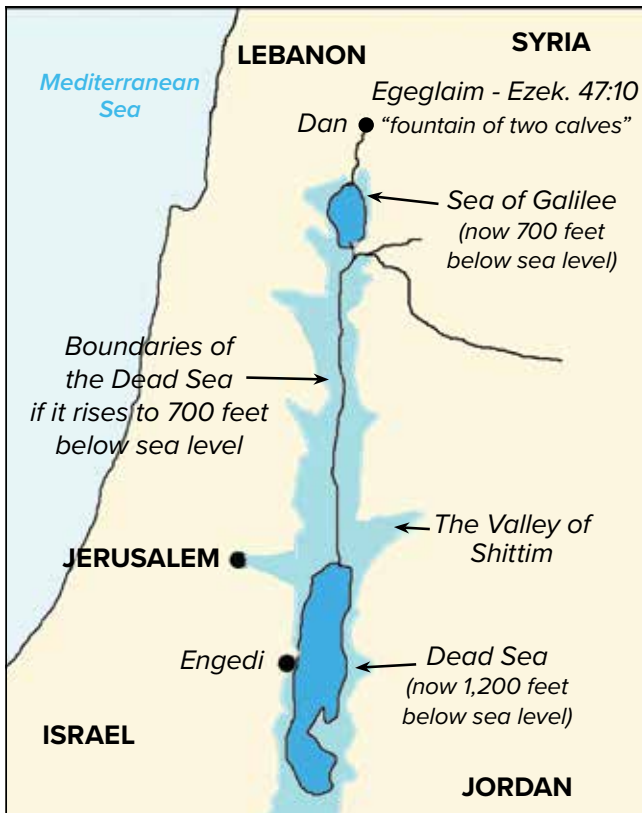 LEBANON
SYRIA
Mediterranean
Sea
Egeglaim - Ezek. 47:10
Dan
“fountain of two calves”
Sea of Galilee
(now 700 feet
below sea level)
Boundaries of
the Dead Sea
if it rises to 700 feet
below sea level
The Valley of
Shittim
JERUSALEM
Engedi
Dead Sea
(now 1,200 feet
below sea level)
ISRAEL
JORDAN